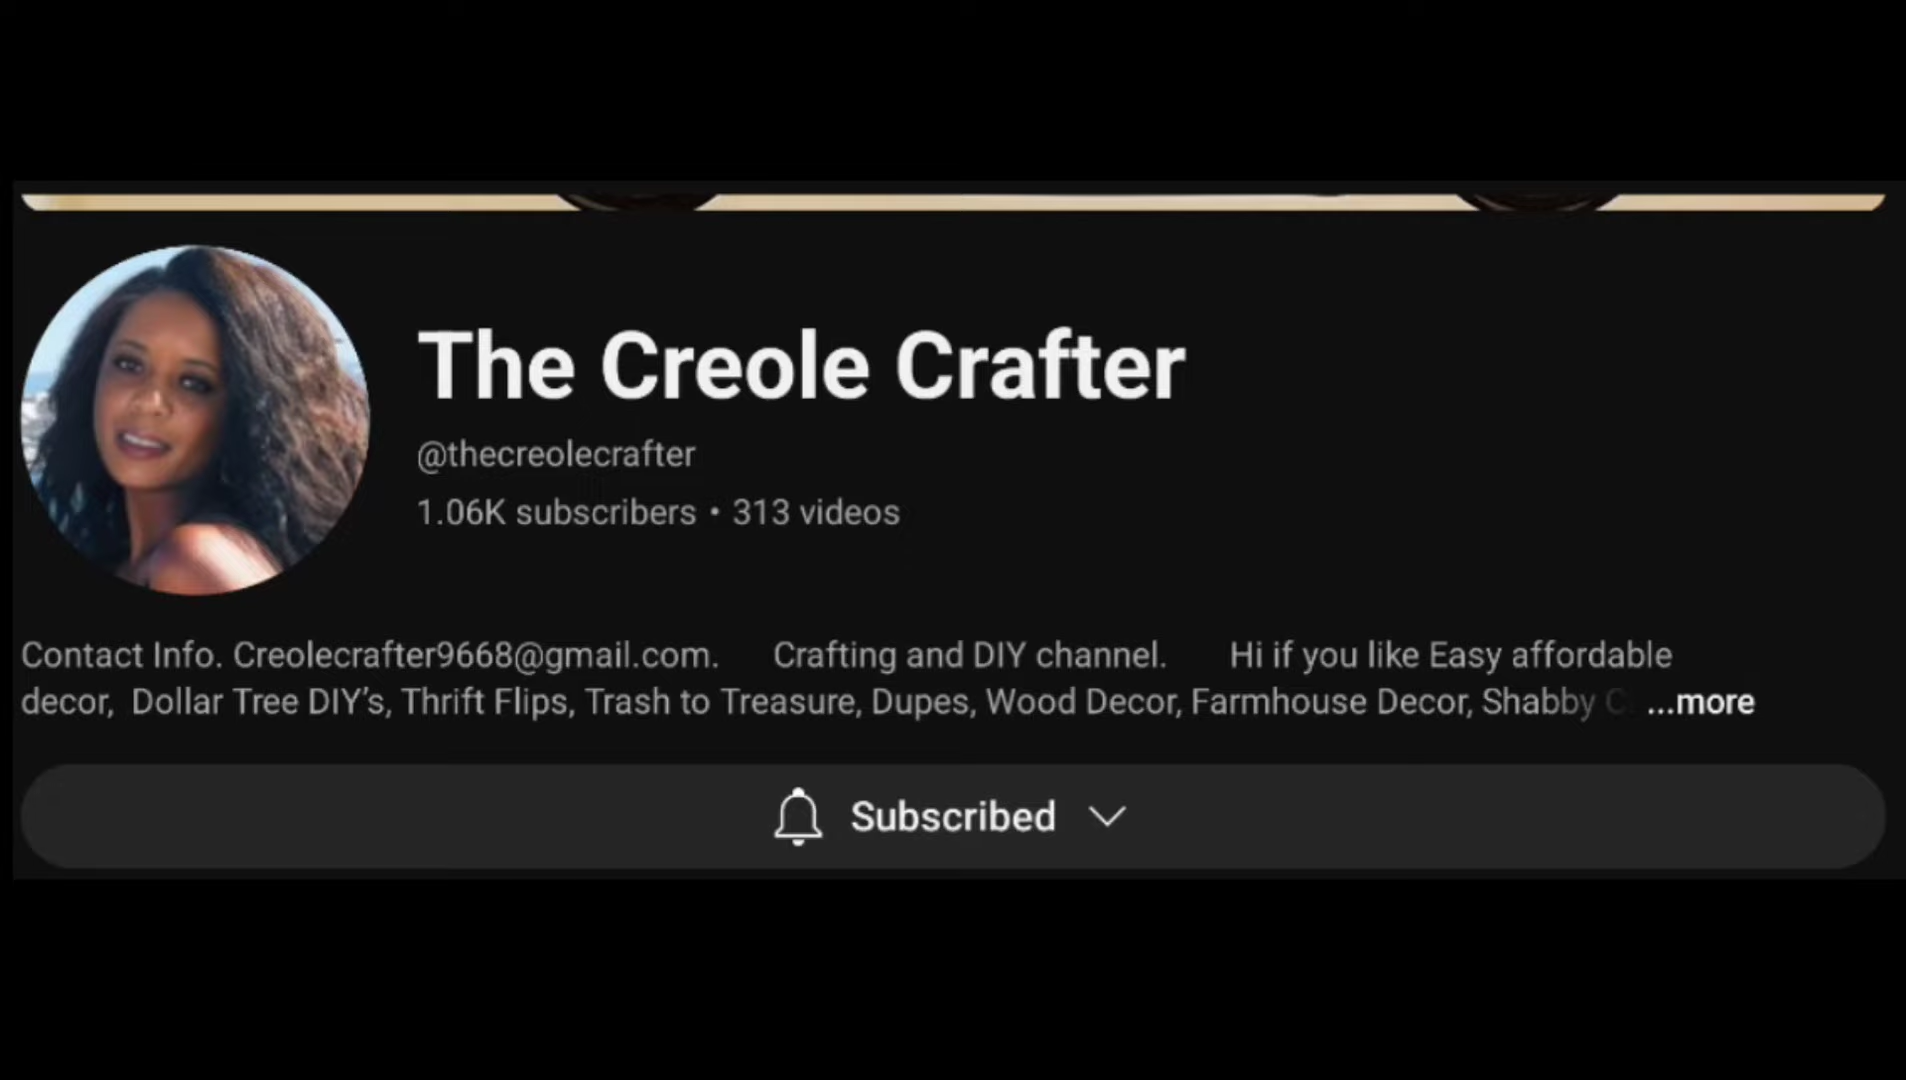 The Creole Crafter
@thecreolecrafter
1.06K subscribers • 313 videos
Contact Info. Creolecrafter9668@gmail.com. Crafting and DIY channel. Hi if you like Easy affordable
decor, Dollar Tree DIY’s, Thrift Flips, Trash to Treasure, Dupes, Wood Decor, Farmhouse Decor, Shabby ...more
Subscribed